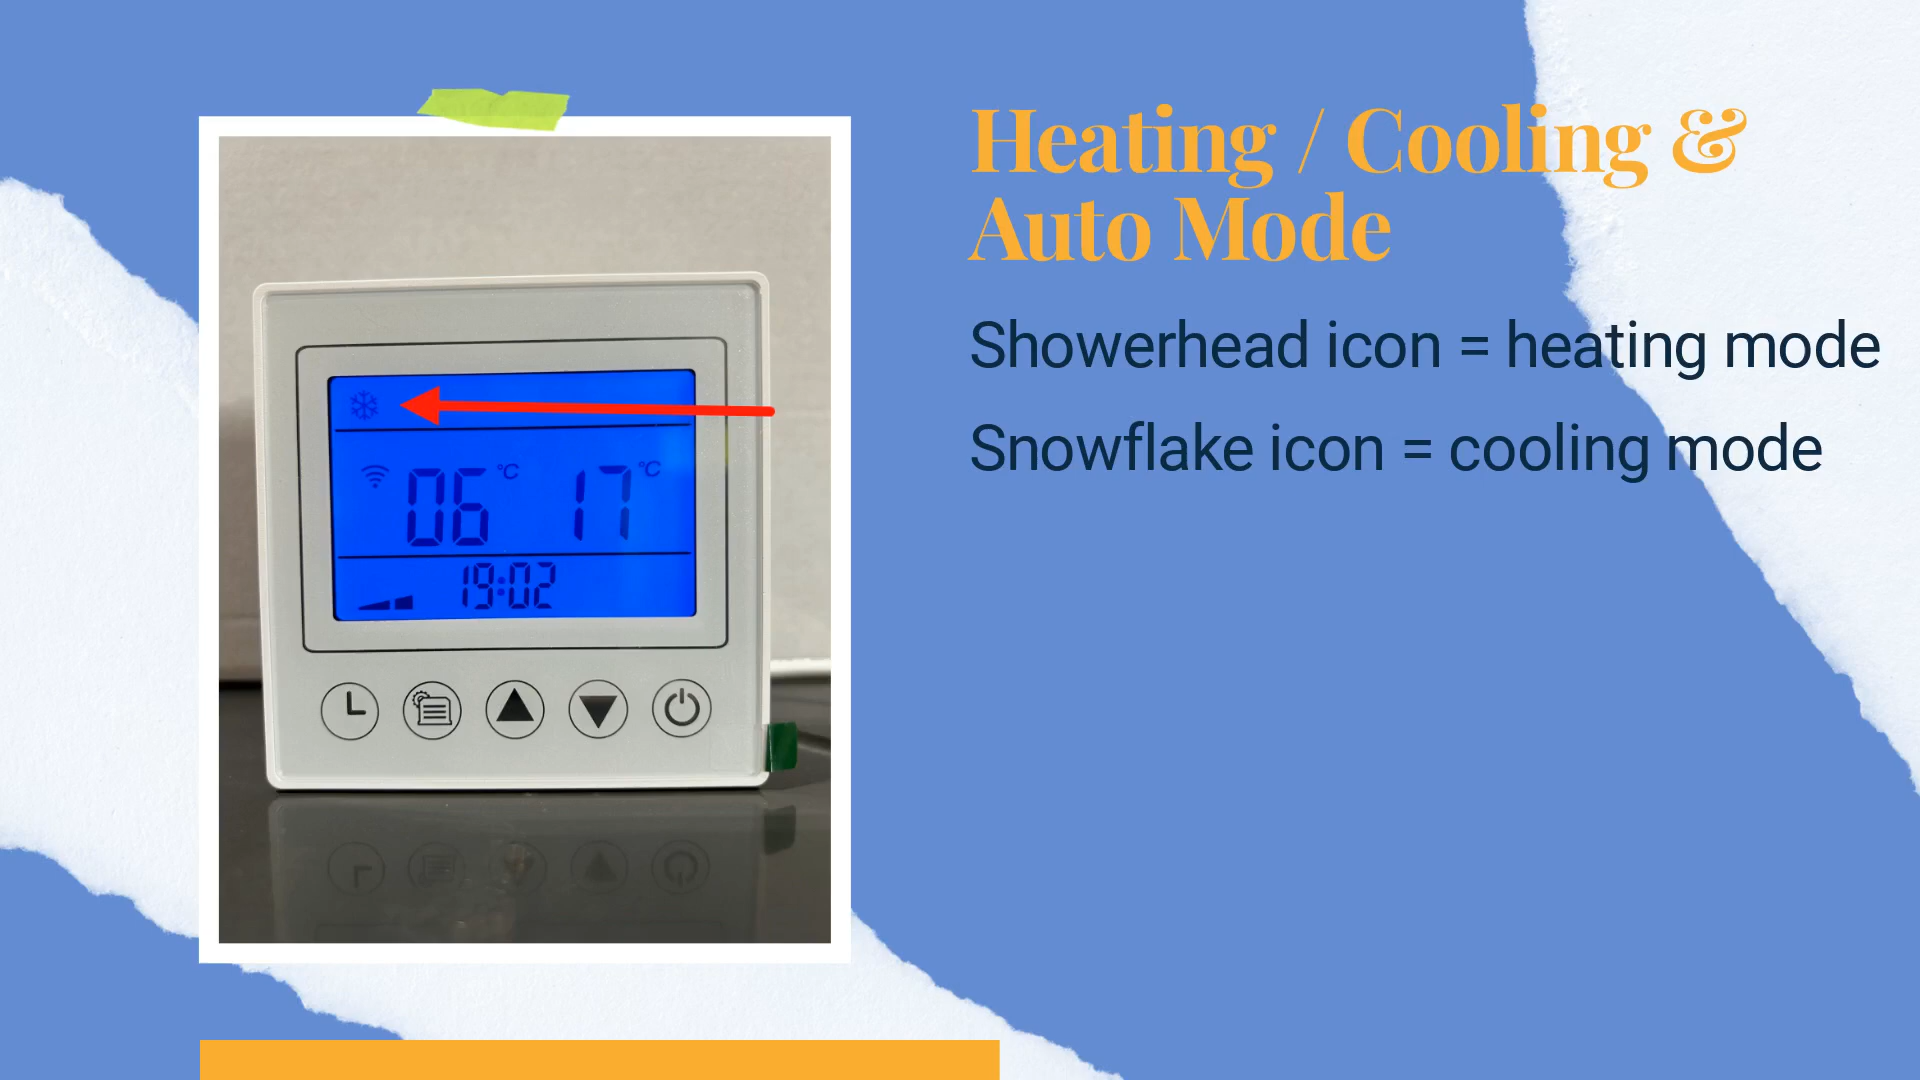 Heating / Cooling &
Auto Mode
Showerhead icon = heating mode
Snowflake icon = cooling mode
06 °C 17 °C
19:02